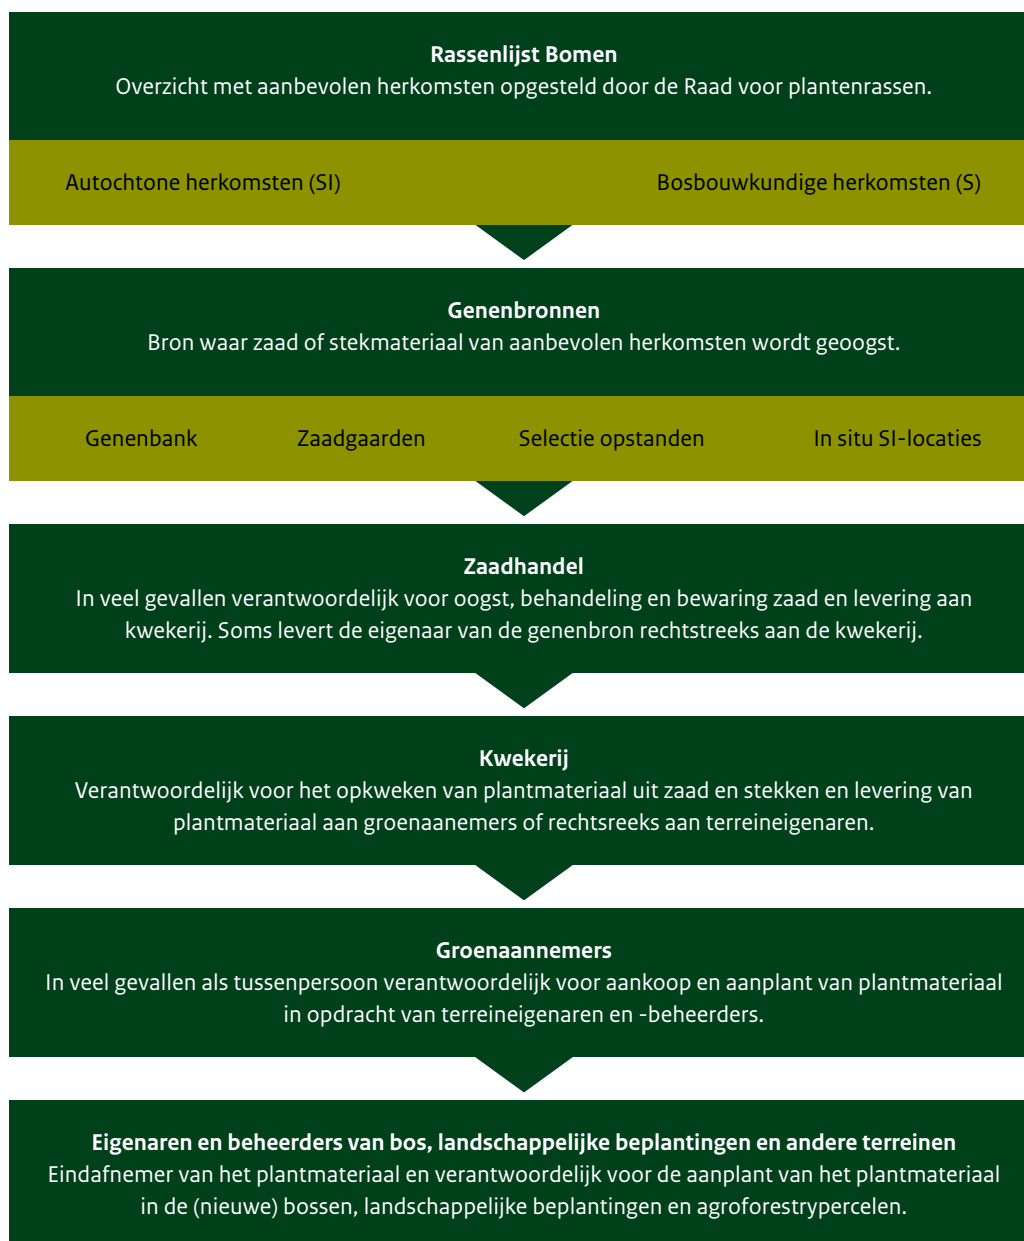 Rassenlijst Bomen
Overzicht met aanbevolen herkomsten opgesteld door de Raad voor plantenrassen.
Autochtone herkomsten (SI)
Bosbouwkundige herkomsten (S)
Genenbronnen
Bron waar zaad of stekmateriaal van aanbevolen herkomsten wordt geoogst.
Genenbank
Zaadgaarden
Selectie opstanden
In situ SI-locaties
Zaadhandel
In veel gevallen verantwoordelijk voor oogst, behandeling en bewaring zaad en levering aan
kwekerij. Soms levert de eigenaar van de genenbron rechtstreeks aan de kwekerij.
Kwekerij
Verantwoordelijk voor het opkweken van plantmateriaal uit zaad en stekken en levering van
plantmateriaal aan groenaanemers of rechtsreeks aan terreineigenaren.
Groenaannemers
In veel gevallen als tussenpersoon verantwoordelijk voor aankoop en aanplant van plantmateriaal
in opdracht van terreineigenaren en -beheerders.
Eigenaren en beheerders van bos, landschappelijke beplantingen en andere terreinen
Eindafnemer van het plantmateriaal en verantwoordelijk voor de aanplant van het plantmateriaal
in de (nieuwe) bossen, landschappelijke beplantingen en agroforestrypercelen.